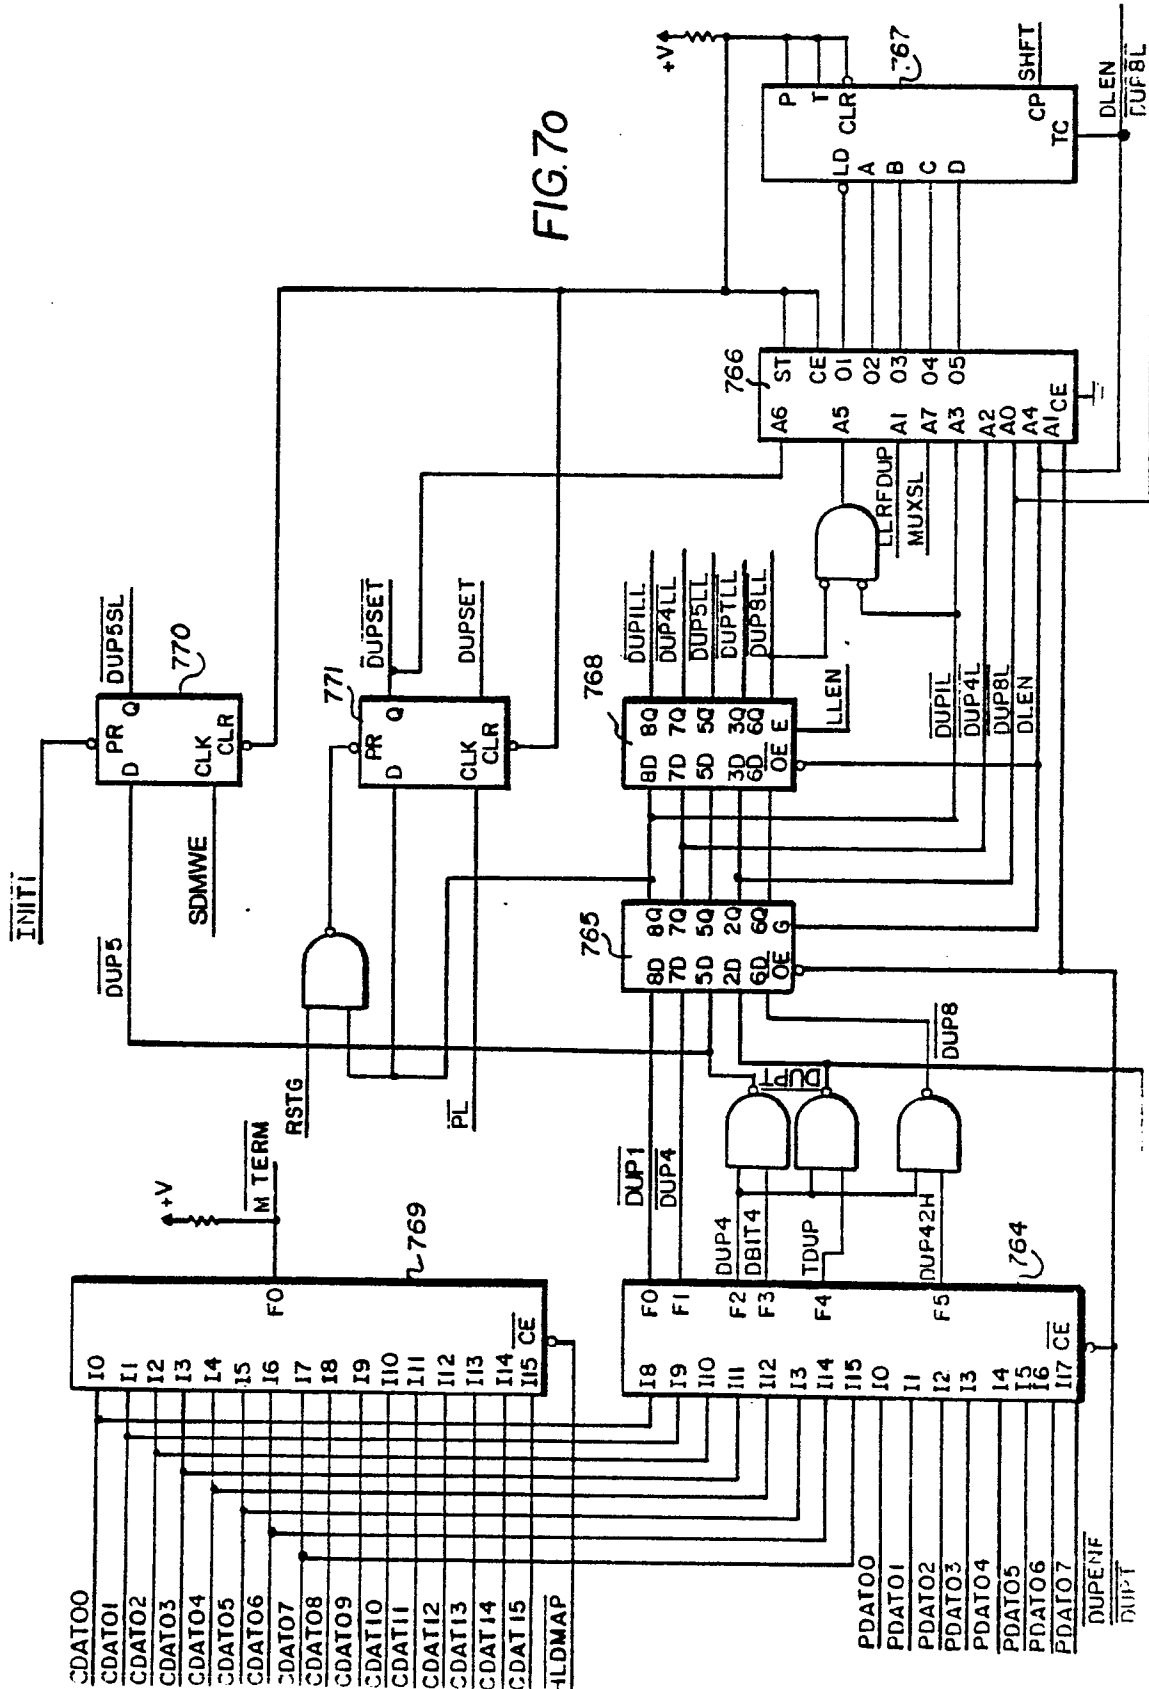 FIG. 7o
+V
P
T
CLR
767
LD
A
B
C
D
CP
SHFT
TC
DLEN
DUP8L
766
A6
ST
CE
A5
O1
O2
A1
O3
A7
O4
A3
O5
A2
A0
A4
A1
CE
LLRFDUP
MUXSL
INIT1
PR
D
Q
DUP5SL
770
CLK
CLR
SDMWE
DUP5
771
PR
D
Q
DUPSET
DUPSET
CLK
CLR
RSTG
PL
768
8D 8Q
7D 7Q
5D 5Q
3D 3Q
6D 6Q
OE E
DUP1LL
DUP4LL
DUP5LL
DUPTLL
DUP8LL
LLEN
DUP1L
DUP4L
DUP8L
DLEN
765
8D 8Q
7D 7Q
5D 5Q
2D 2Q
6D 6Q
OE G
DUP1
DUP4
DUPT
DUP8
DUP4
DBIT4
TDUP
DUP42H
+V
M TERM
769
F0
I0
I1
I2
I3
I4
I5
I6
I7
I8
I9
I10
I11
I12
I13
I14
I15
CE
764
F0
F1
F2
F3
F4
F5
I8
I9
I10
I11
I12
I3
I14
I15
I0
I1
I2
I3
I4
I5
I6
I17
CE
CDAT00
CDAT01
CDAT02
CDAT03
CDAT04
CDAT05
CDAT06
CDAT07
CDAT08
CDAT09
CDAT10
CDAT11
CDAT12
CDAT13
CDAT14
CDAT15
HLDMAP
PDAT00
PDAT01
PDAT02
PDAT03
PDAT04
PDAT05
PDAT06
PDAT07
DUPENF
DUPT